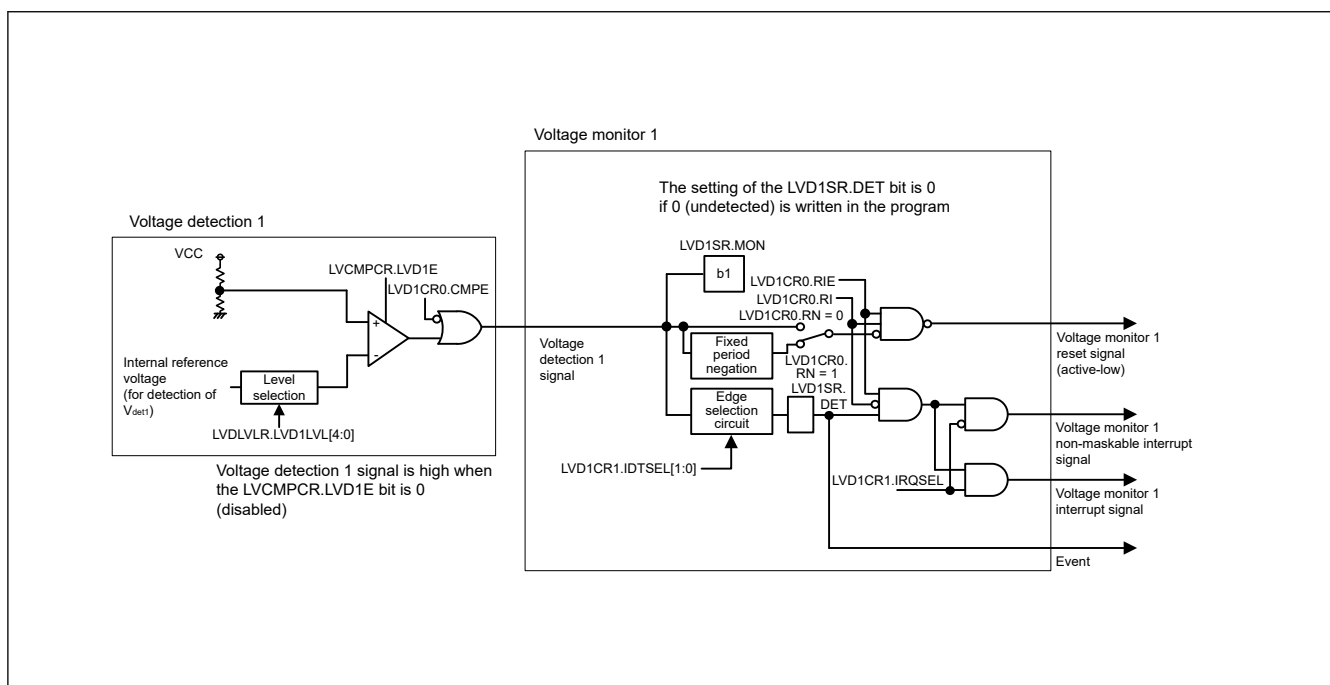 Voltage monitor 1
The setting of the LVD1SR.DET bit is 0
if 0 (undetected) is written in the program
Voltage detection 1
VCC
LVCMPCR.LVD1E
LVD1CR0.CMPE
+
-
Internal reference
voltage
(for detection of
Vdet1)
Level
selection
LVDLVLR.LVD1LVL[4:0]
Voltage detection 1 signal is high when
the LVCMPCR.LVD1E bit is 0
(disabled)
Voltage
detection 1
signal
LVD1SR.MON
b1
LVD1CR0.RIE
LVD1CR0.RI
LVD1CR0.RN = 0
Fixed
period
negation
LVD1CR0.
RN = 1
LVD1SR.
DET
Edge
selection
circuit
LVD1CR1.IDTSEL[1:0]
LVD1CR1.IRQSEL
Voltage monitor 1
reset signal
(active-low)
Voltage monitor 1
non-maskable interrupt
signal
Voltage monitor 1
interrupt signal
Event